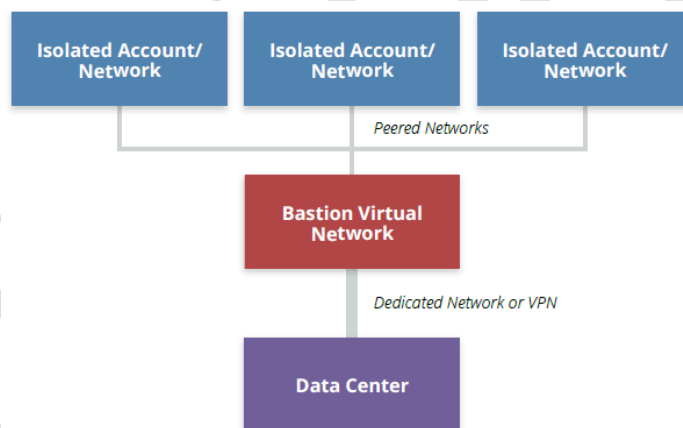 Isolated Account/
Network
Isolated Account/
Network
Isolated Account/
Network
Peered Networks
Bastion Virtual
Network
Dedicated Network or VPN
Data Center